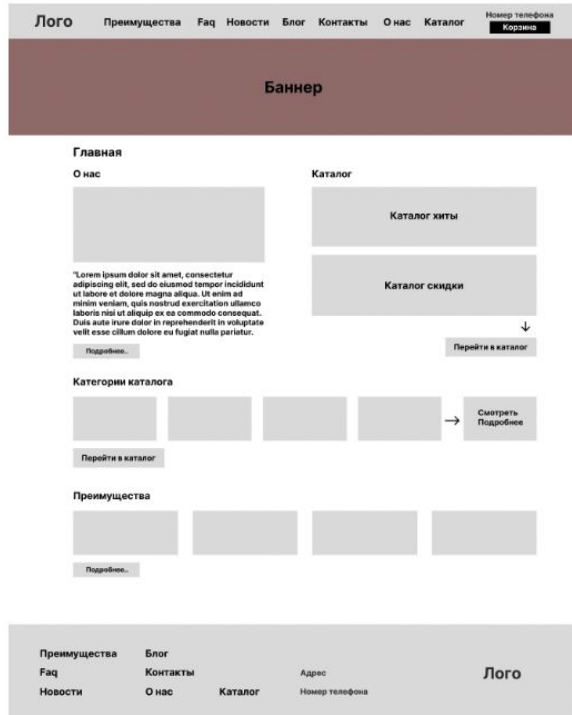 Лого
Преимущества Faq Новости Блог Контакты О нас Каталог
Номер телефона
Корзина
Баннер
Главная
О нас
"Lorem ipsum dolor sit amet, consectetur
adipiscing elit, sed do eiusmod tempor incididunt
ut labore et dolore magna aliqua. Ut enim ad
minim veniam, quis nostrud exercitation ullamco
laboris nisi ut aliquip ex ea commodo consequat.
Duis aute irure dolor in reprehenderit in voluptate
velit esse cillum dolore eu fugiat nulla pariatur.
Подробнее..
Каталог
Каталог хиты
Каталог скидки
Перейти в каталог
Категории каталога
Смотреть
Подробнее
Перейти в каталог
Преимущества
Подробнее..
Преимущества Блог
Faq Контакты Адрес
Новости О нас Каталог Номер телефона
Лого